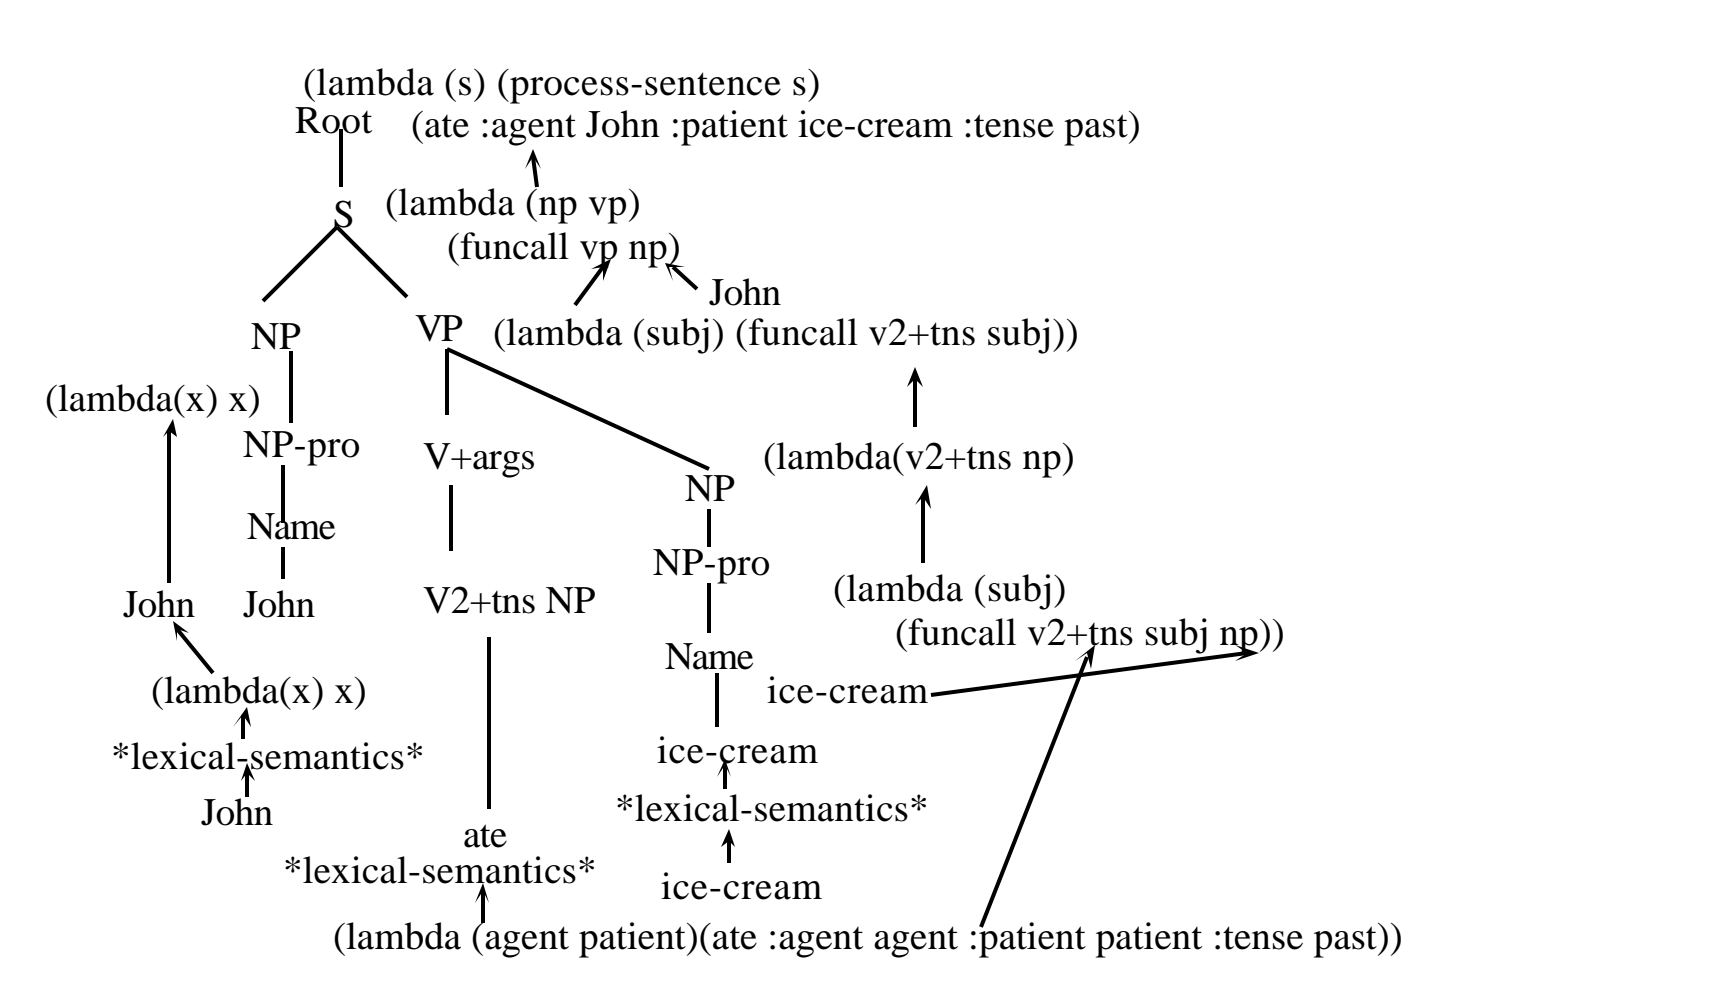 (lambda (s) (process-sentence s)
Root (ate :agent John :patient ice-cream :tense past)
S (lambda (np vp)
(funcall vp np)
John
NP VP (lambda (subj) (funcall v2+tns subj))
(lambda(x) x)
NP-pro V+args (lambda(v2+tns np)
NP
Name
NP-pro
(lambda (subj)
John John V2+tns NP
(funcall v2+tns subj np))
Name
(lambda(x) x) ice-cream
*lexical-semantics* ice-cream
John *lexical-semantics*
ate
*lexical-semantics*
ice-cream
(lambda (agent patient)(ate :agent agent :patient patient :tense past))